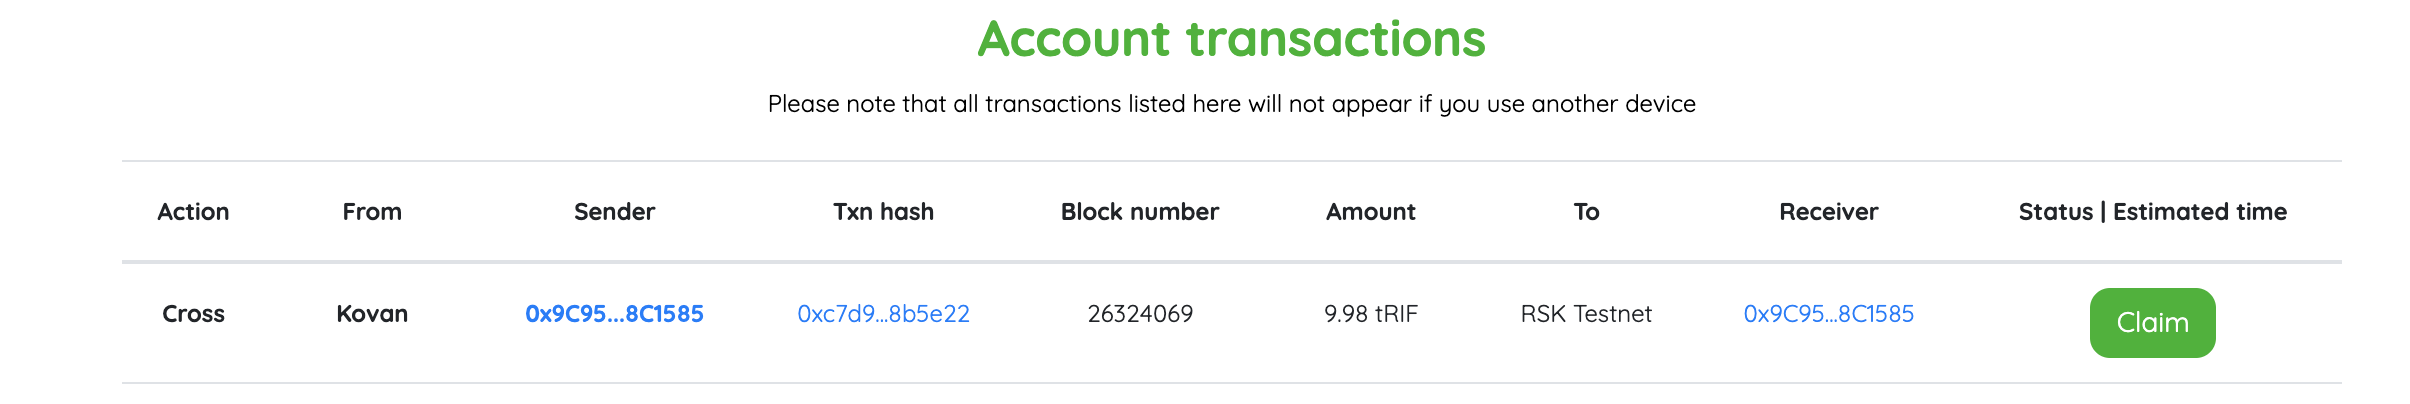 Account transactions
Please note that all transactions listed here will not appear if you use another device
Action From Sender Txn hash Block number Amount To Receiver Status | Estimated time
Cross Kovan 0x9C95...8C1585 0xc7d9...8b5e22 26324069 9.98 tRIF RSK Testnet 0x9C95...8C1585 Claim